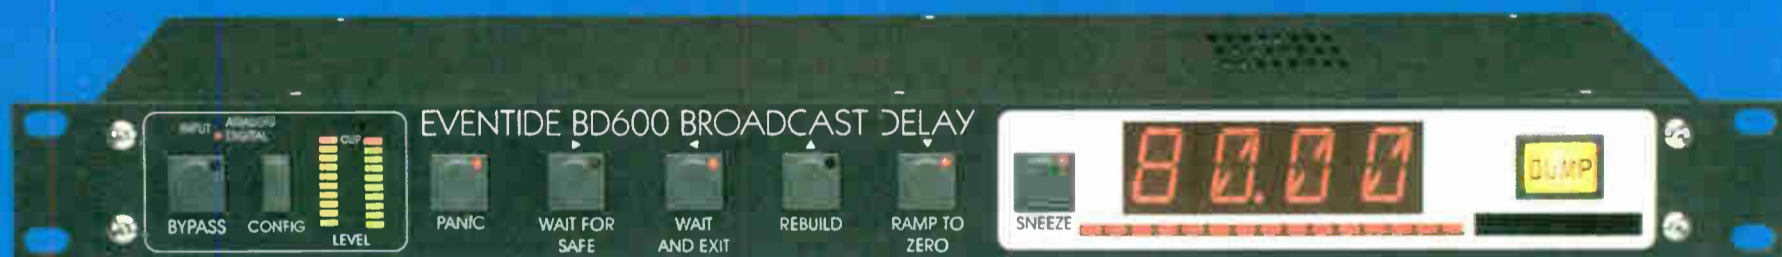 EVENTIDE BD600 BROADCAST DELAY
INPUT
ANALOG
DIGITAL
CLIP
BYPASS
CONFIG
LEVEL
PANIC
WAIT FOR
SAFE
WAIT
AND EXIT
REBUILD
RAMP TO
ZERO
SNEEZE
80.00
DUMP